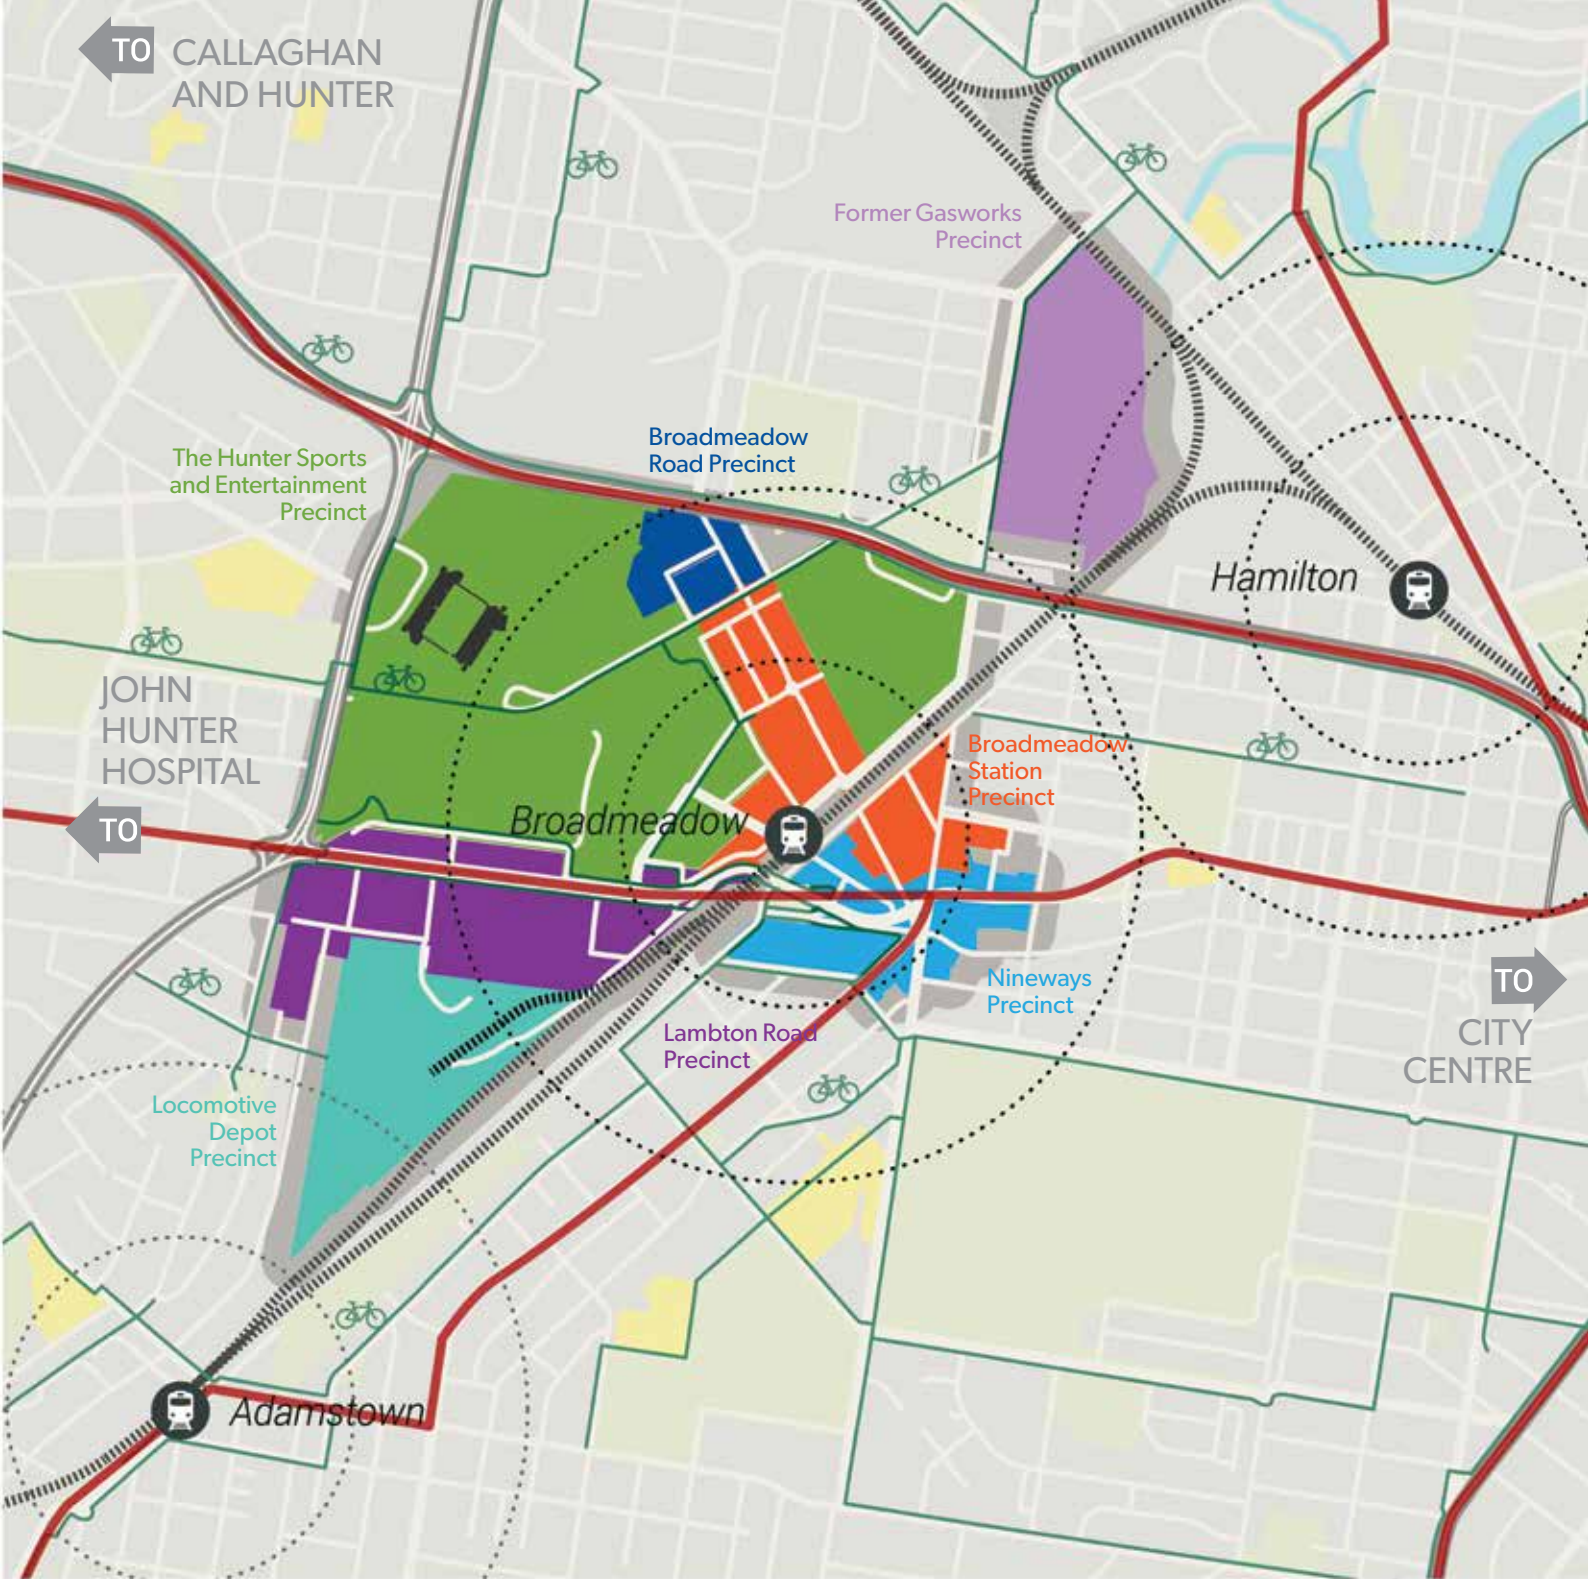 TO CALLAGHAN
AND HUNTER
Former Gasworks
Precinct
Broadmeadow
Road Precinct
The Hunter Sports
and Entertainment
Precinct
Hamilton
JOHN
HUNTER
HOSPITAL
TO
Broadmeadow
Station
Precinct
Broadmeadow
Nineways
Precinct
TO
CITY
CENTRE
Lambton Road
Precinct
Locomotive
Depot
Precinct
Adamstown